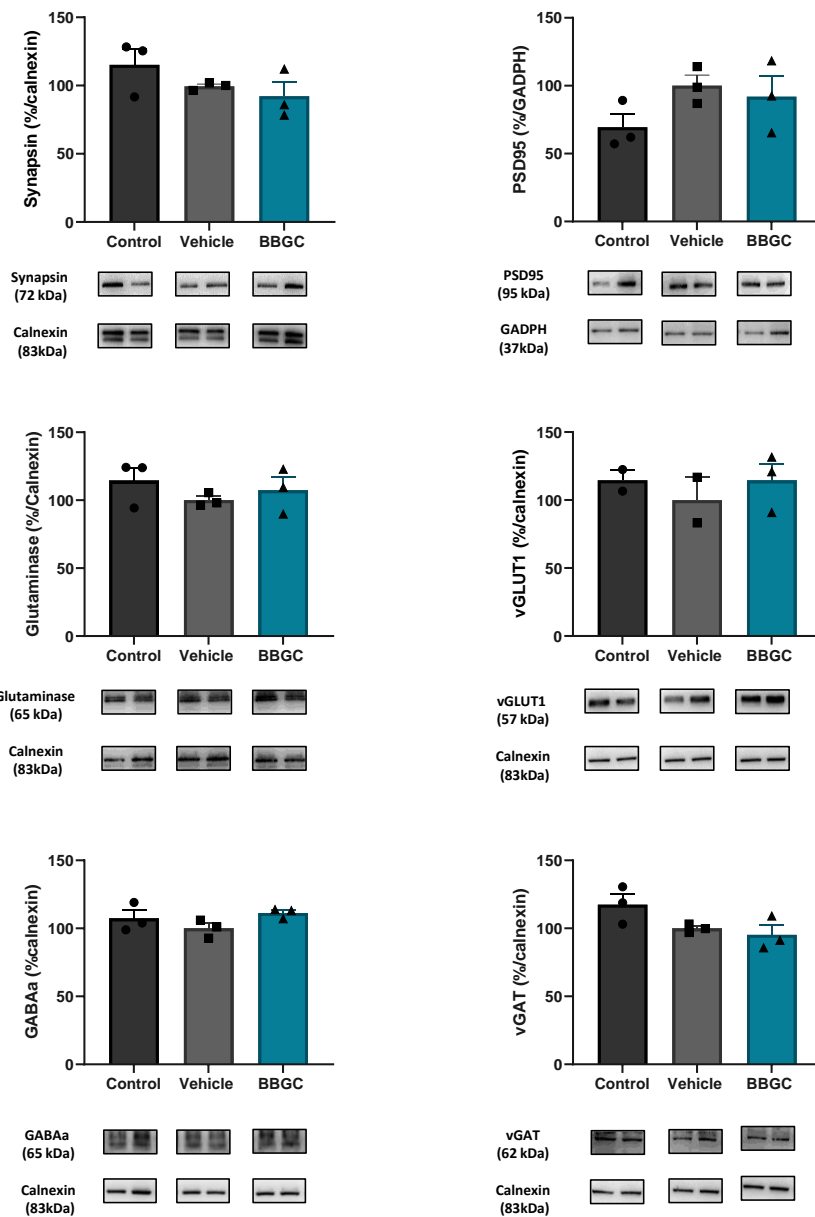 Synapsin (%/calnexin)
150
100
50
0
Control Vehicle BBGC
Synapsin
(72 kDa)
Calnexin
(83kDa)
PSD95 (%/GADPH)
150
100
50
0
Control Vehicle BBGC
PSD95
(95 kDa)
GADPH
(37kDa)
Glutaminase (%/Calnexin)
150
100
50
0
Control Vehicle BBGC
Glutaminase
(65 kDa)
Calnexin
(83kDa)
vGLUT1 (%/calnexin)
150
100
50
0
Control Vehicle BBGC
vGLUT1
(57 kDa)
Calnexin
(83kDa)
GABAa (%calnexin)
150
100
50
0
Control Vehicle BBGC
GABAa
(65 kDa)
Calnexin
(83kDa)
vGAT (%/calnexin)
150
100
50
0
Control Vehicle BBGC
vGAT
(62 kDa)
Calnexin
(83kDa)